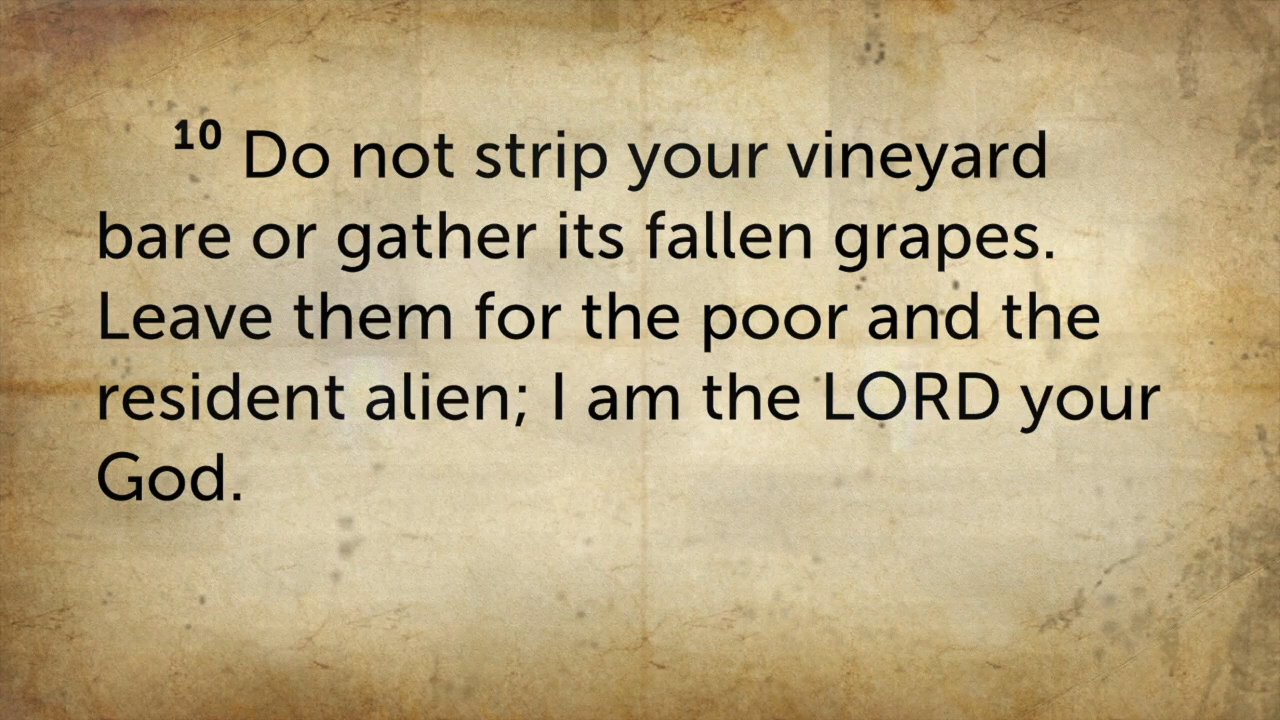 ¹⁰ Do not strip your vineyard
bare or gather its fallen grapes.
Leave them for the poor and the
resident alien; I am the LORD your
God.